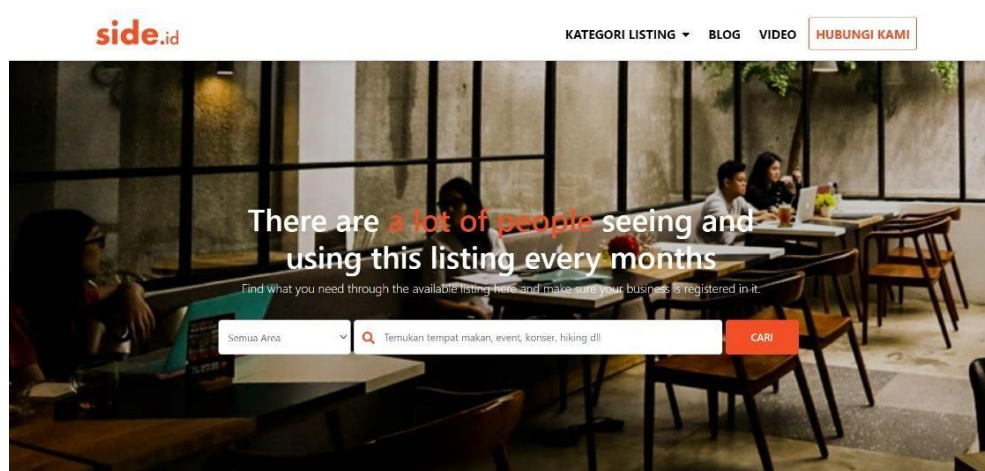 side.id
KATEGORI LISTING
BLOG
VIDEO
HUBUNGI KAMI
There are a lot of people seeing and
using this listing every months
Find what you need through the available listing here and make sure your business is registered in it.
Semua Area
Temukan tempat makan, event, konser, hiking dll
CARI